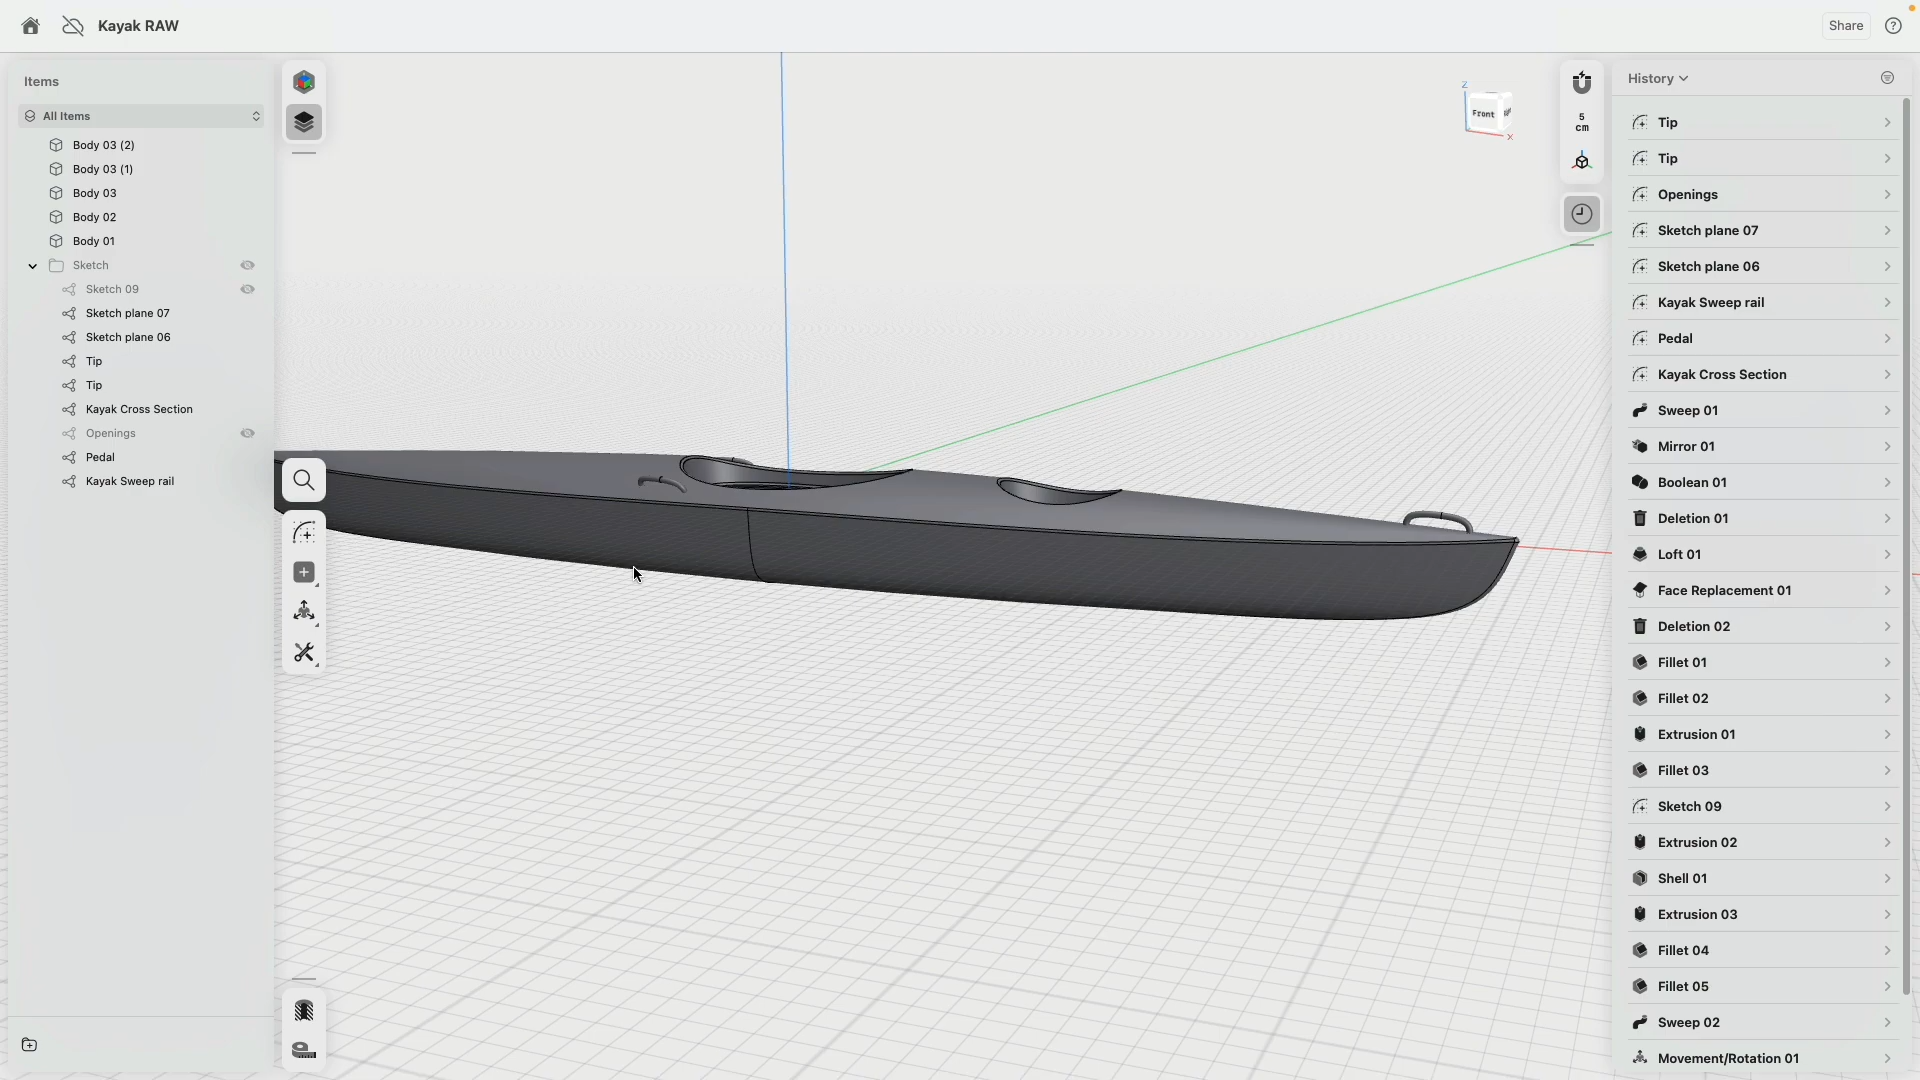 Kayak RAW
Share
Items
All Items
Body 03 (2)
Body 03 (1)
Body 03
Body 02
Body 01
Sketch
Sketch 09
Sketch plane 07
Sketch plane 06
Tip
Tip
Kayak Cross Section
Openings
Pedal
Kayak Sweep rail
Z
Front
X
5
cm
History
Tip
Tip
Openings
Sketch plane 07
Sketch plane 06
Kayak Sweep rail
Pedal
Kayak Cross Section
Sweep 01
Mirror 01
Boolean 01
Deletion 01
Loft 01
Face Replacement 01
Deletion 02
Fillet 01
Fillet 02
Extrusion 01
Fillet 03
Sketch 09
Extrusion 02
Shell 01
Extrusion 03
Fillet 04
Fillet 05
Sweep 02
Movement/Rotation 01